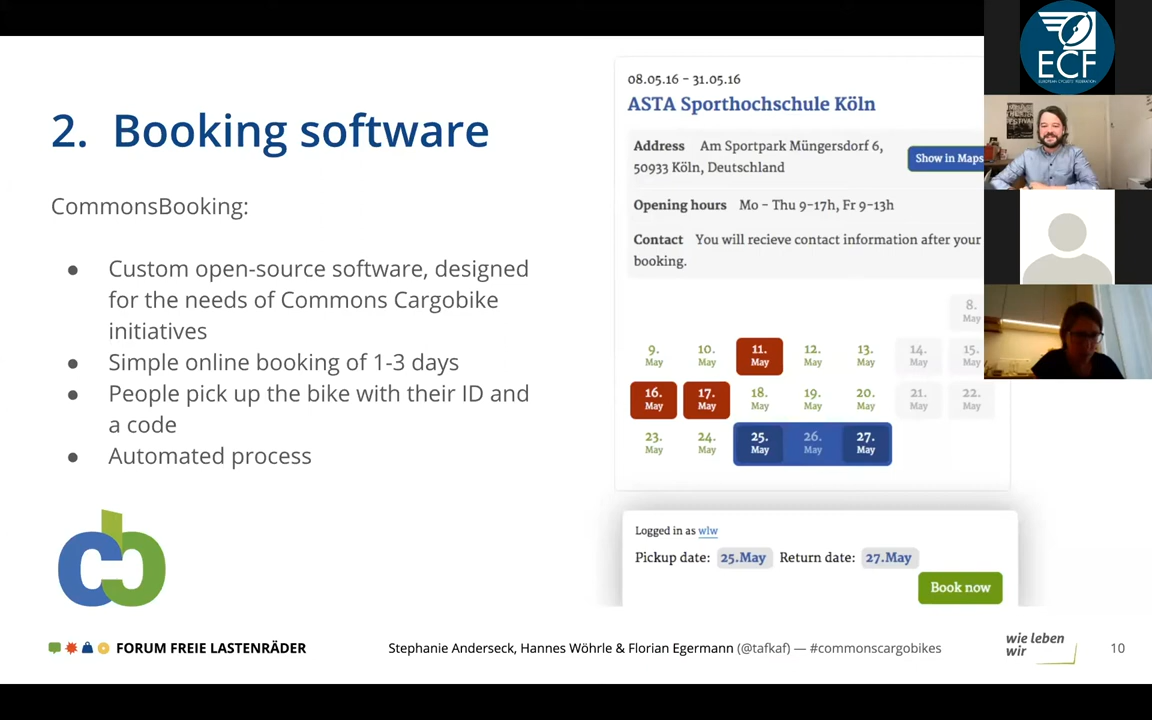 2. Booking software
CommonsBooking:
● Custom open-source software, designed
for the needs of Commons Cargobike
initiatives
● Simple online booking of 1-3 days
● People pick up the bike with their ID and
a code
● Automated process
cb
08.05.16 - 31.05.16
ASTA Sporthochschule Köln
Address Am Sportpark Müngersdorf 6,
50933 Köln, Deutschland
Show in Maps
Opening hours Mo - Thu 9-17h, Fr 9-13h
Contact You will recieve contact information after your
booking.
8.
May
9. 10. 11. 12. 13. 14. 15.
May May May May May May May
16. 17. 18. 19. 20. 21. 22.
May May May May May May May
23. 24. 25. 26. 27.
May May May May May
Logged in as wlw
Pickup date: 25.May Return date: 27.May
Book now
FORUM FREIE LASTENRÄDER
Stephanie Anderseck, Hannes Wöhrle & Florian Egermann (@tafkaf) — #commonscargobikes
wie leben
wir
10
ECF
EUROPEAN CYCLISTS' FEDERATION